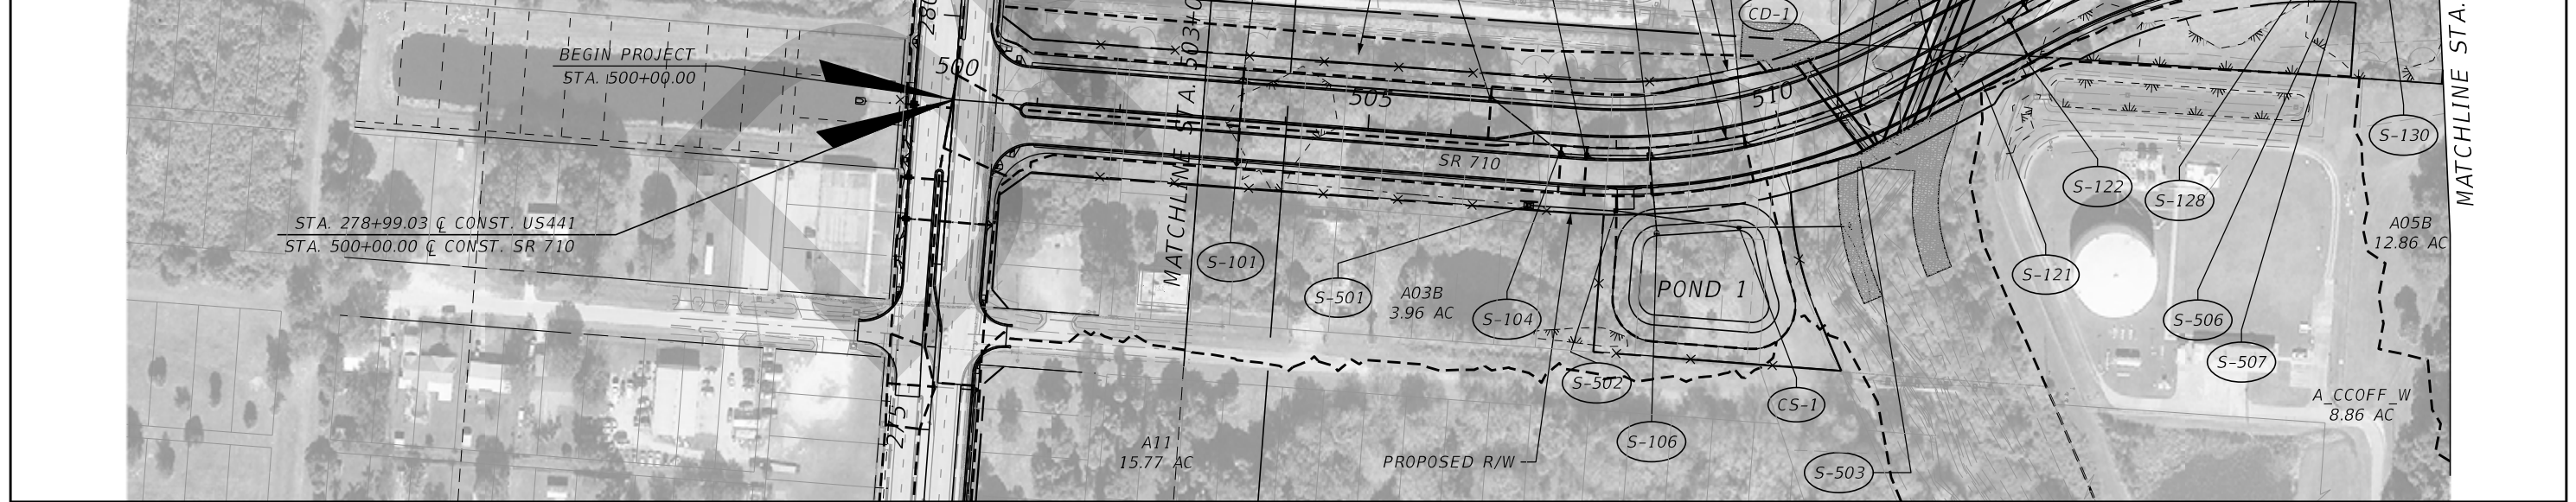 280
CD-1
BEGIN PROJECT
STA. 500+00.00
500
MATCHLINE STA. 503+0
505
510
SR 710
S-130
MATCHLINE STA.
S-122
S-128
STA. 278+99.03 ℄ CONST. US441
STA. 500+00.00 ℄ CONST. SR 710
S-101
S-501
A03B
3.96 AC
S-104
POND 1
S-121
A05B
12.86 AC
S-506
S-507
S-502
CS-1
275
A11
15.77 AC
PROPOSED R/W
S-106
S-503
A_CCOFF_W
8.86 AC